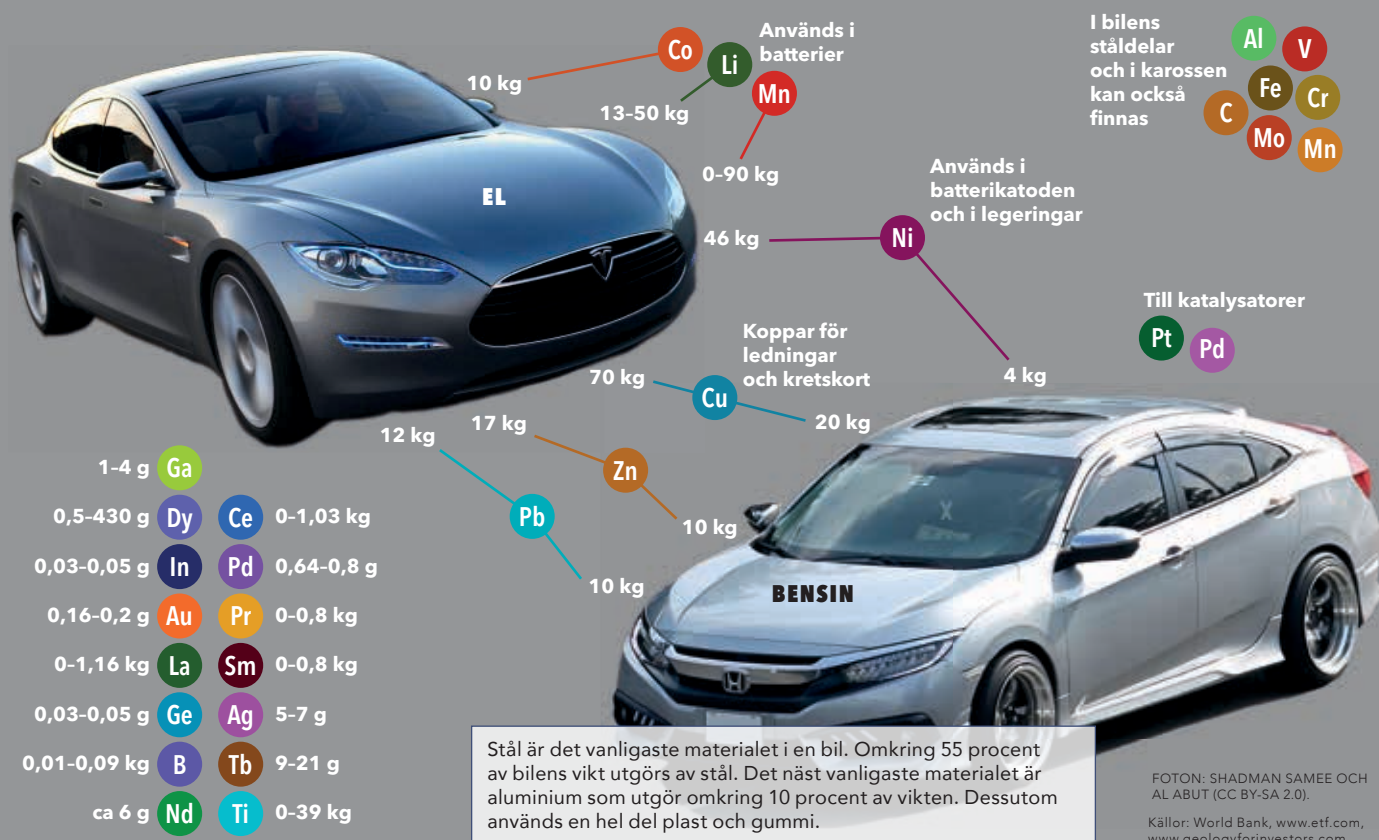 Används i
batterier
Co
Li
Mn
10 kg
13–50 kg
0–90 kg
I bilens
ståldelar
och i karossen
kan också
finnas
Al
V
Fe
Cr
C
Mo
Mn
EL
Används i
batterikatoden
och i legeringar
46 kg
Ni
4 kg
Till katalysatorer
Pt
Pd
Koppar för
ledningar
och kretskort
70 kg
Cu
20 kg
17 kg
Zn
10 kg
12 kg
Pb
10 kg
BENSIN
1–4 g Ga
0,5–430 g Dy Ce 0–1,03 kg
0,03–0,05 g In Pd 0,64–0,8 g
0,16–0,2 g Au Pr 0–0,8 kg
0–1,16 kg La Sm 0–0,8 kg
0,03–0,05 g Ge Ag 5–7 g
0,01–0,09 kg B Tb 9–21 g
ca 6 g Nd Ti 0–39 kg
Stål är det vanligaste materialet i en bil. Omkring 55 procent
av bilens vikt utgörs av stål. Det näst vanligaste materialet är
aluminium som utgör omkring 10 procent av vikten. Dessutom
används en hel del plast och gummi.
FOTON: SHADMAN SAMEE OCH
AL ABUT (CC BY-SA 2.0).
Källor: World Bank, www.etf.com,
www.geologyforinvestors.com